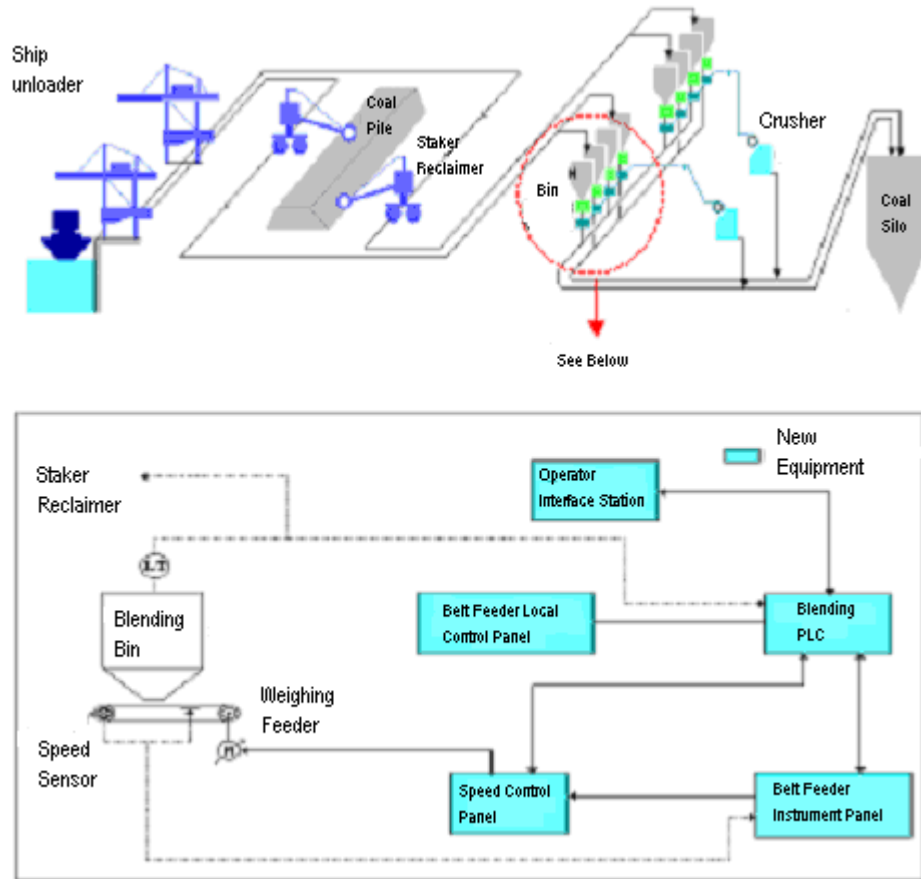 Ship
unloader
Coal
Pile
Staker
Reclaimer
Bin
Crusher
Coal
Silo
See Below
New
Equipment
Staker
Reclaimer
Operator
Interface Station
LT
Blending
Bin
Belt Feeder Local
Control Panel
Blending
PLC
Weighing
Feeder
M
Speed
Sensor
Speed Control
Panel
Belt Feeder
Instrument Panel